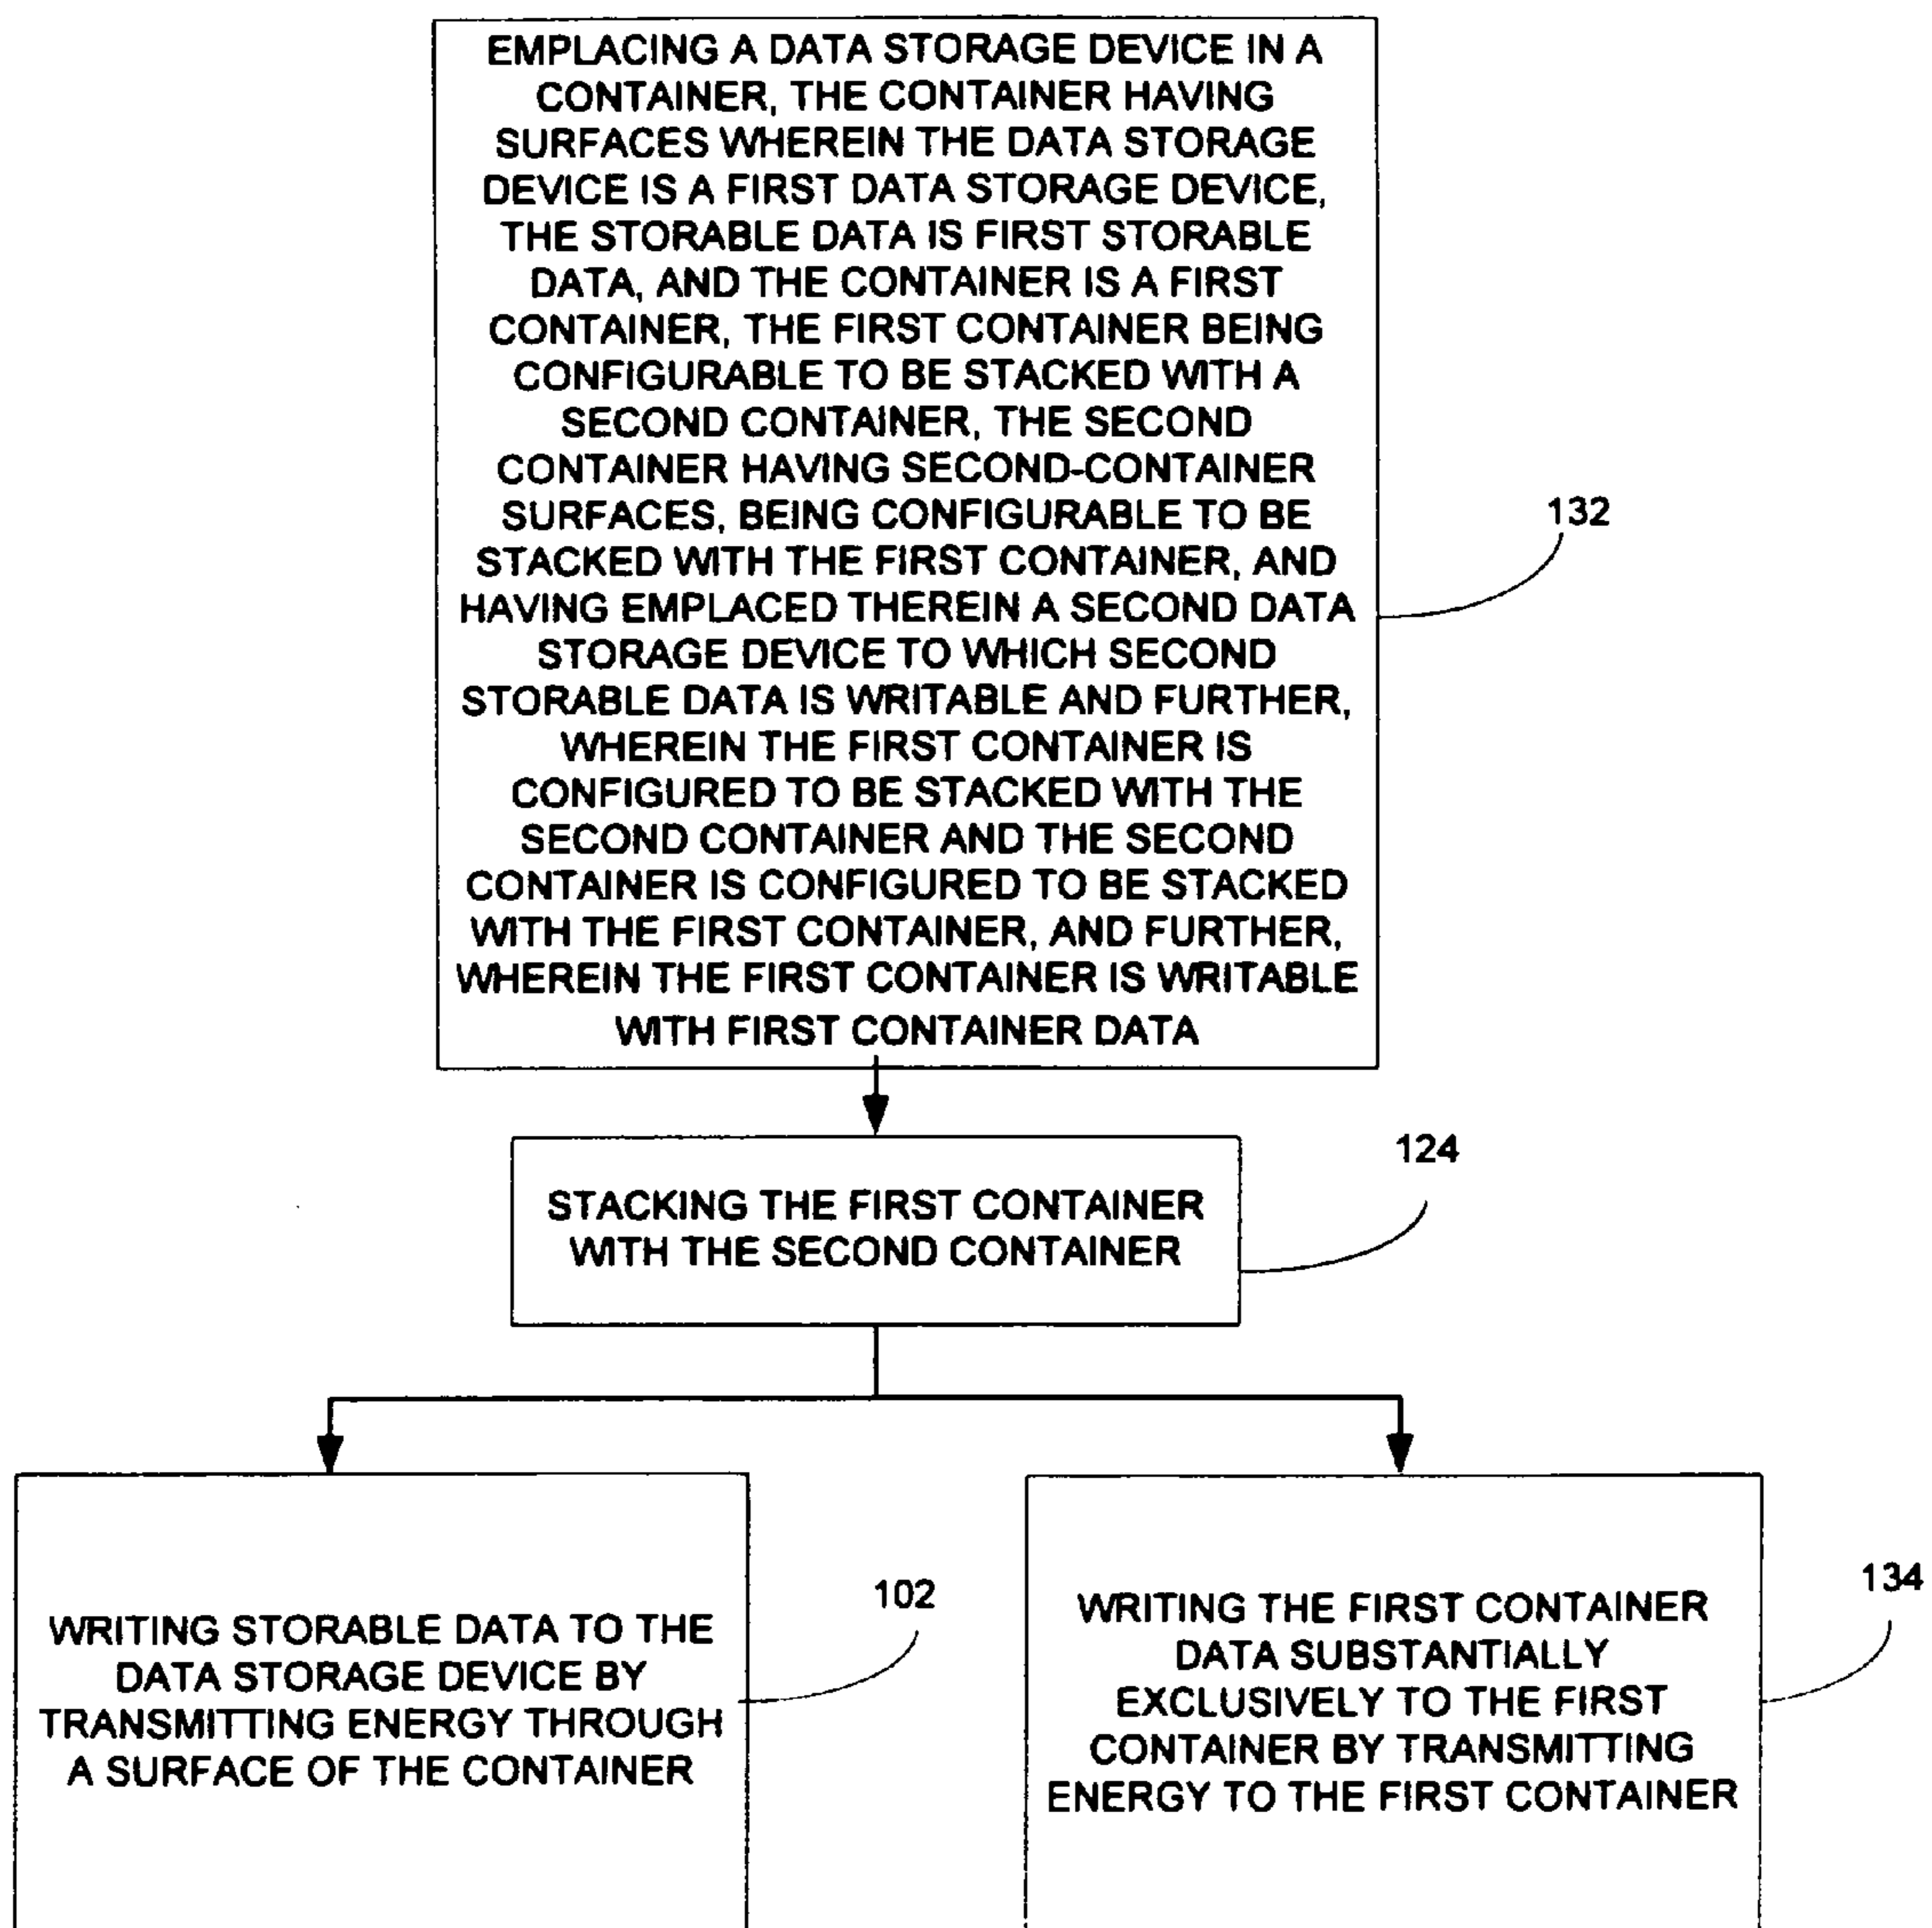 EMPLACING A DATA STORAGE DEVICE IN A
CONTAINER, THE CONTAINER HAVING
SURFACES WHEREIN THE DATA STORAGE
DEVICE IS A FIRST DATA STORAGE DEVICE,
THE STORABLE DATA IS FIRST STORABLE
DATA, AND THE CONTAINER IS A FIRST
CONTAINER, THE FIRST CONTAINER BEING
CONFIGURABLE TO BE STACKED WITH A
SECOND CONTAINER, THE SECOND
CONTAINER HAVING SECOND-CONTAINER
SURFACES, BEING CONFIGURABLE TO BE
STACKED WITH THE FIRST CONTAINER, AND
HAVING EMPLACED THEREIN A SECOND DATA
STORAGE DEVICE TO WHICH SECOND
STORABLE DATA IS WRITABLE AND FURTHER,
WHEREIN THE FIRST CONTAINER IS
CONFIGURED TO BE STACKED WITH THE
SECOND CONTAINER AND THE SECOND
CONTAINER IS CONFIGURED TO BE STACKED
WITH THE FIRST CONTAINER, AND FURTHER,
WHEREIN THE FIRST CONTAINER IS WRITABLE
WITH FIRST CONTAINER DATA
132
STACKING THE FIRST CONTAINER
WITH THE SECOND CONTAINER
124
WRITING STORABLE DATA TO THE
DATA STORAGE DEVICE BY
TRANSMITTING ENERGY THROUGH
A SURFACE OF THE CONTAINER
102
WRITING THE FIRST CONTAINER
DATA SUBSTANTIALLY
EXCLUSIVELY TO THE FIRST
CONTAINER BY TRANSMITTING
ENERGY TO THE FIRST CONTAINER
134